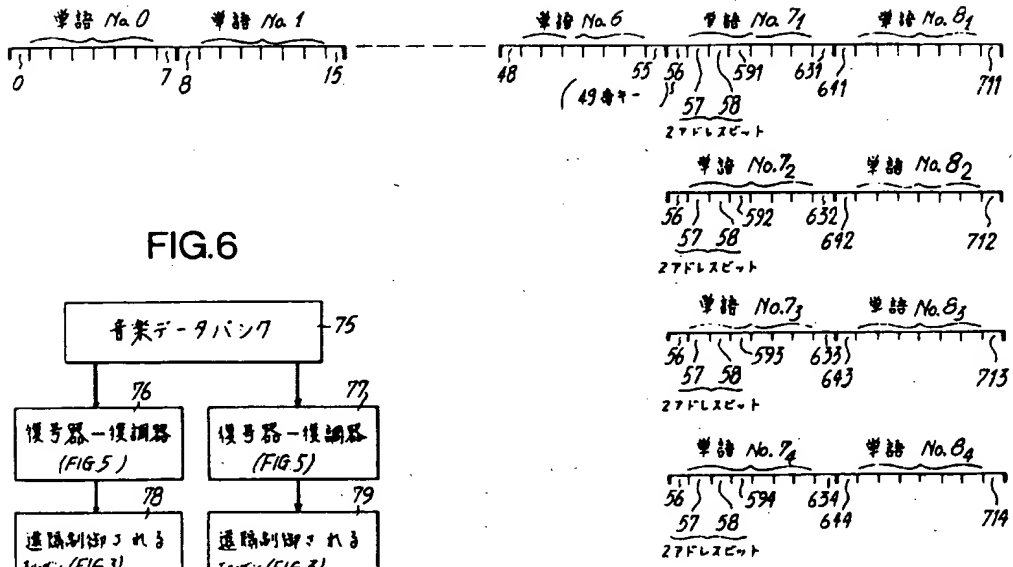 単語 No.0 単語 No.1 単語 No.6 単語 No.7₁ 単語 No.8₁
0 7 8 15 48 55 56 57 58 591 631 641 711
(49番キー)
2アドレスビット
単語 No.7₂ 単語 No.8₂
56 57 58 592 632 642 712
2アドレスビット
単語 No.7₃ 単語 No.8₃
56 57 58 593 633 643 713
2アドレスビット
単語 No.7₄ 単語 No.8₄
56 57 58 594 634 644 714
2アドレスビット
FIG.6
音楽データバンク 75
76 77
復号器-復調器 復号器-復調器
(FIG.5) (FIG.5)
78 79
遠隔制御される 遠隔制御される
(FIG.3) (FIG.3)